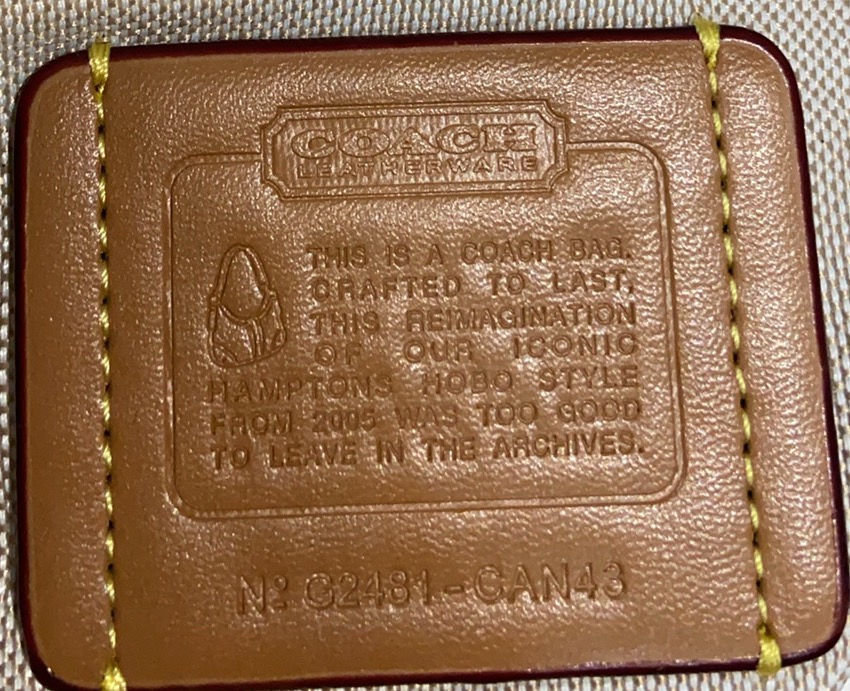 COACH
LEATHERWARE
THIS IS A COACH BAG.
CRAFTED TO LAST,
THIS REIMAGINATION
OF OUR ICONIC
HAMPTONS HOBO STYLE
FROM 2005 WAS TOO GOOD
TO LEAVE IN THE ARCHIVES.
Nº G2481-CAN43